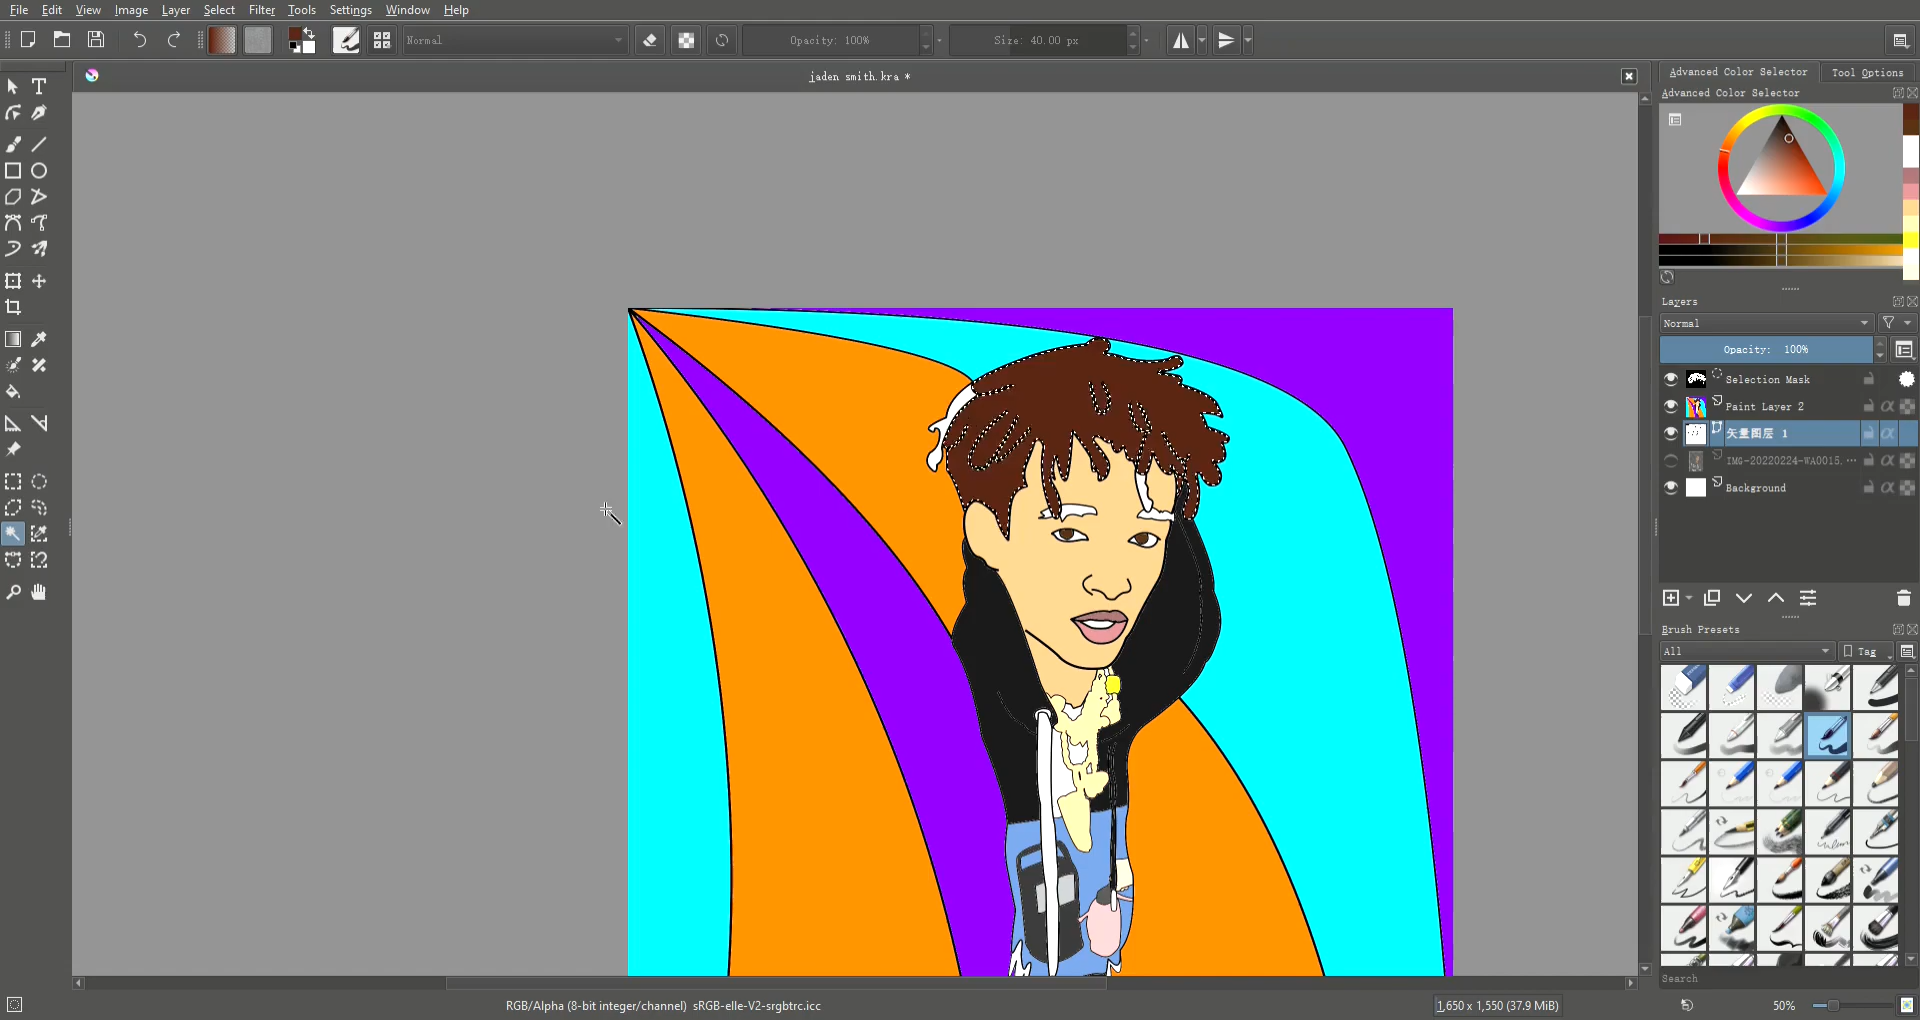 File Edit View Image Layer Select Filter Tools Settings Window Help
Normal Opacity: 100% Size: 40.00 px
jaden smith.kra *
Advanced Color Selector Tool Options
Advanced Color Selector
Layers
Normal
Opacity: 100%
Selection Mask
Paint Layer 2
矢量图层 1
IMG-20220224-WA0015....
Background
Brush Presets
All Tag
Search
RGB/Alpha (8-bit integer/channel) sRGB-elle-V2-srgbtrc.icc 1,650 x 1,550 (37.9 MiB) 50%